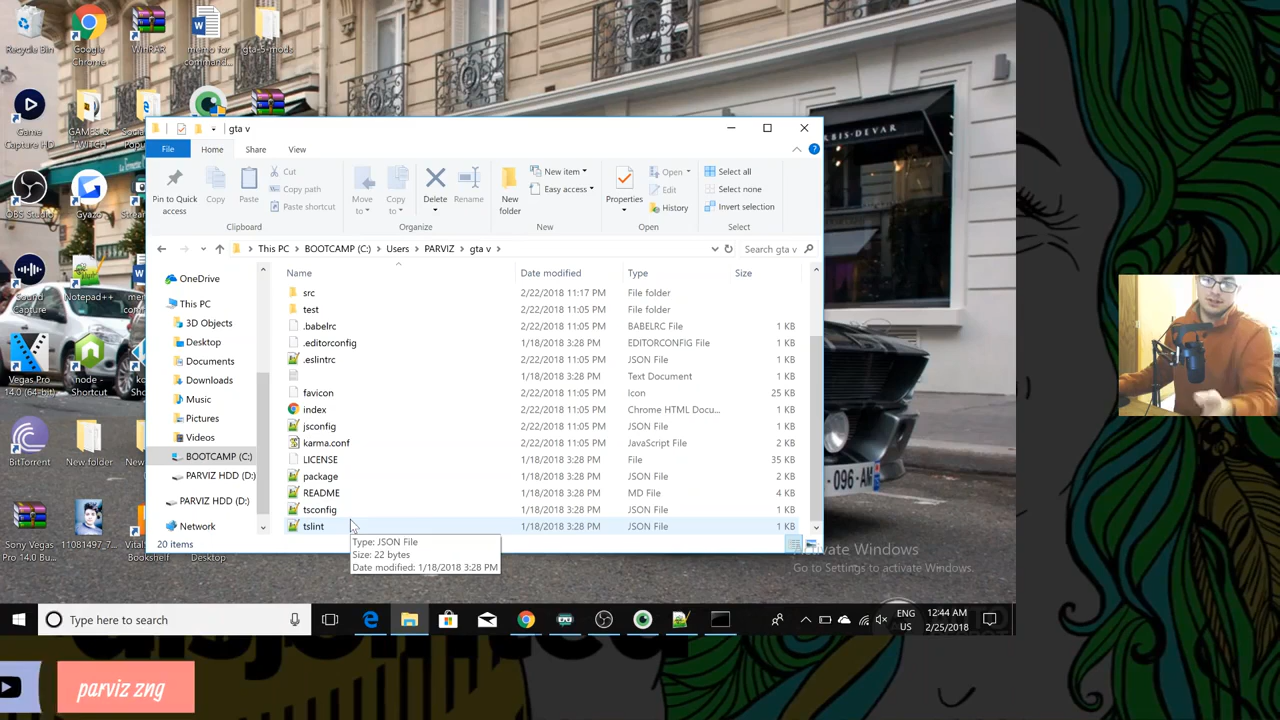 Recycle Bin
Google Chrome
WinRAR
memo for command...
gta-5-mods
Game Capture HD
GAMES & TWITCH
OBS Studio
Gyazo
Sound Capture
Notepad++
Vegas Pro 14.0 (64-bit)
node - Shortcut
BitTorrent
New folder
Sony Vegas Pro 14.0 Bu...
11081497_7...
Vital Bookshelf
Desktop
gta v
File
Home
Share
View
Pin to Quick access
Copy
Paste
Cut
Copy path
Paste shortcut
Clipboard
Move to
Copy to
Delete
Rename
Organize
New folder
New item
Easy access
New
Properties
Open
Edit
History
Open
Select all
Select none
Invert selection
Select
This PC > BOOTCAMP (C:) > Users > PARVIZ > gta v >
Search gta v
OneDrive
This PC
3D Objects
Desktop
Documents
Downloads
Music
Pictures
Videos
BOOTCAMP (C:)
PARVIZ HDD (D:)
PARVIZ HDD (D:)
Network
Name Date modified Type Size
src 2/22/2018 11:17 PM File folder
test 2/22/2018 11:05 PM File folder
.babelrc 2/22/2018 11:05 PM BABELRC File 1 KB
.editorconfig 1/18/2018 3:28 PM EDITORCONFIG File 1 KB
.eslintrc 2/22/2018 11:05 PM JSON File 1 KB
1/18/2018 3:28 PM Text Document 1 KB
favicon 2/22/2018 11:05 PM Icon 25 KB
index 2/22/2018 11:05 PM Chrome HTML Docu... 1 KB
jsconfig 2/22/2018 11:05 PM JSON File 1 KB
karma.conf 2/22/2018 11:05 PM JavaScript File 2 KB
LICENSE 1/18/2018 3:28 PM File 35 KB
package 1/18/2018 3:28 PM JSON File 2 KB
README 1/18/2018 3:28 PM MD File 4 KB
tsconfig 1/18/2018 3:28 PM JSON File 1 KB
tslint 1/18/2018 3:28 PM JSON File 1 KB
Type: JSON File
Size: 22 bytes
Date modified: 1/18/2018 3:28 PM
20 items
ORBIS-DEVAR
-096-AM
Activate Windows
Go to Settings to activate Windows.
Type here to search
ENG
US
12:44 AM
2/25/2018
parviz zng